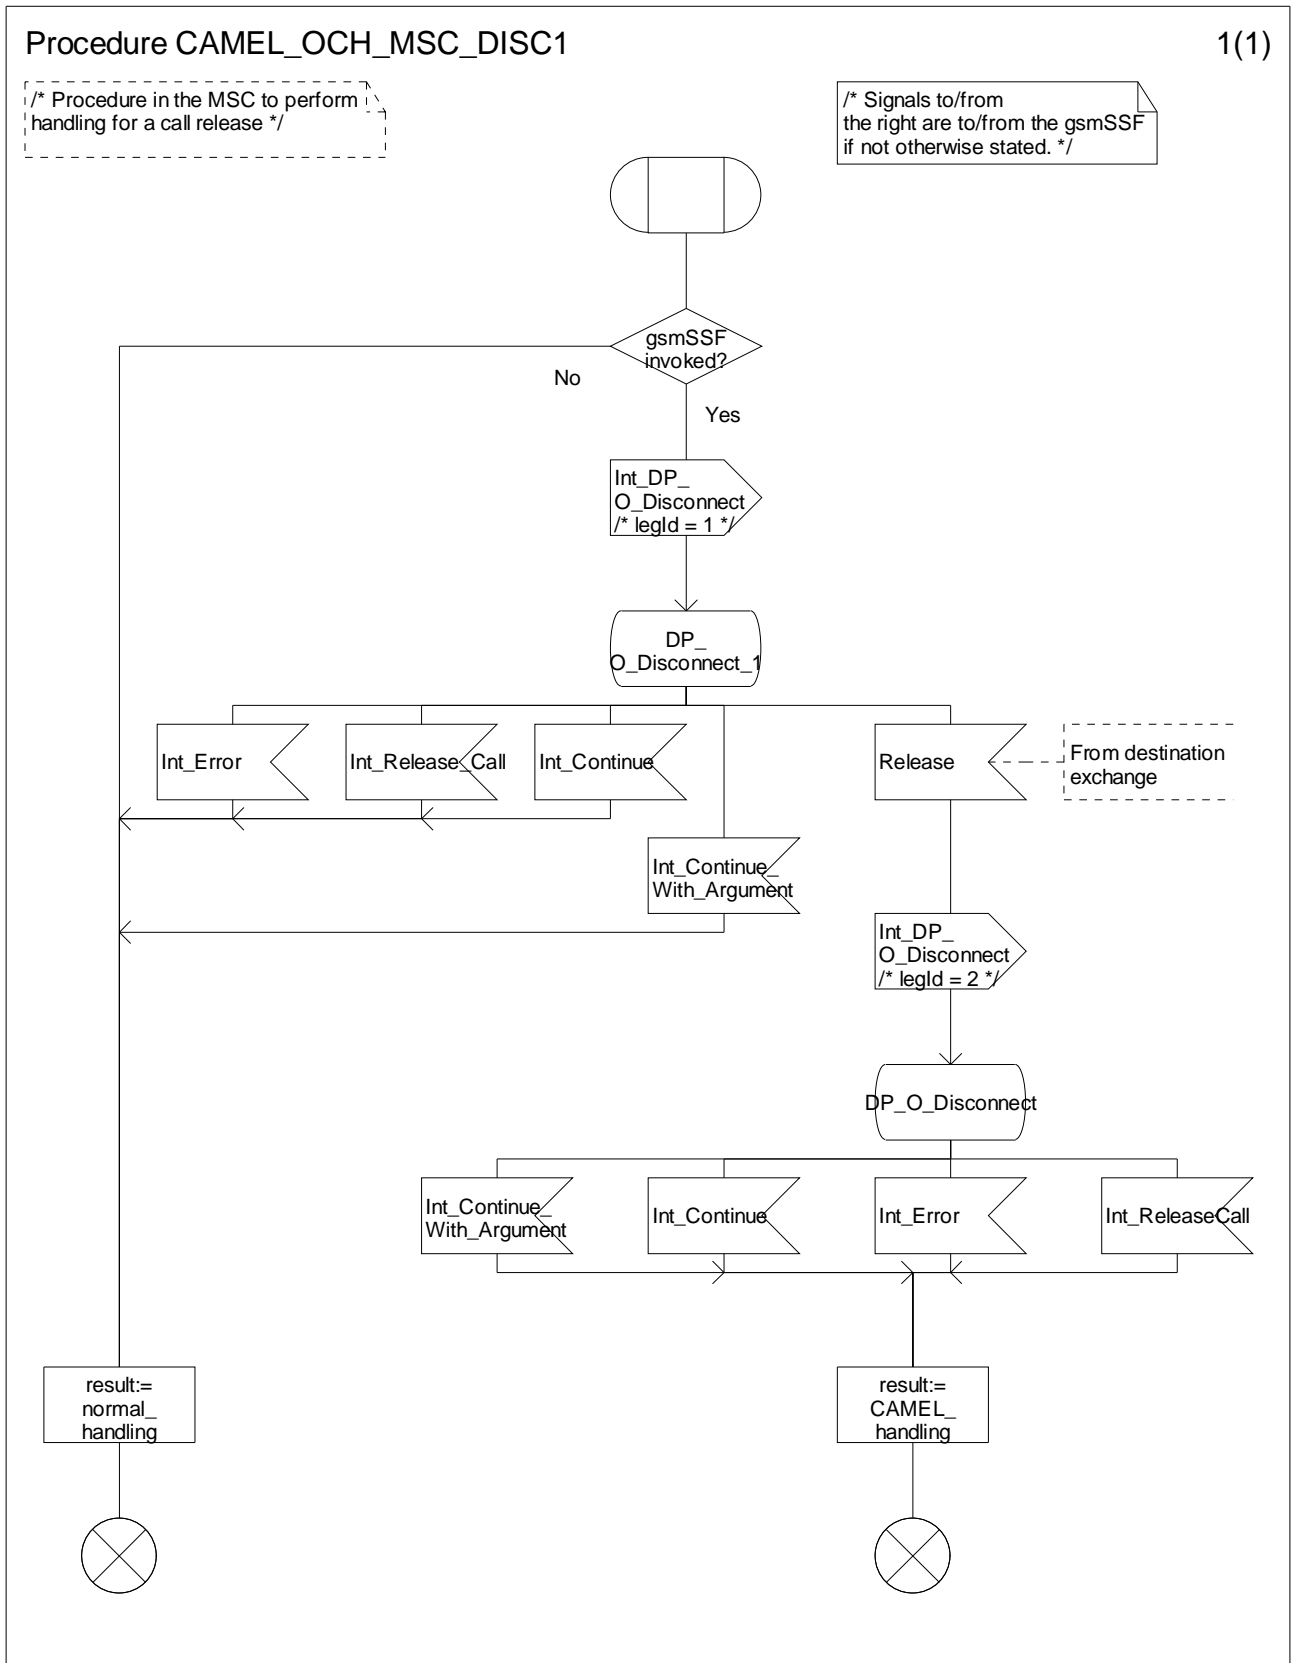 Procedure CAMEL_OCH_MSC_DISC1
1(1)
/* Procedure in the MSC to perform
handling for a call release */
/* Signals to/from
the right are to/from the gsmSSF
if not otherwise stated. */
gsmSSF
invoked?
No
Yes
Int_DP_
O_Disconnect
/* legId = 1 */
DP_
O_Disconnect_1
Int_Error
Int_Release_Call
Int_Continue
Release
From destination
exchange
Int_Continue_
With_Argument
Int_DP_
O_Disconnect
/* legId = 2 */
DP_O_Disconnect
Int_Continue_
With_Argument
Int_Continue
Int_Error
Int_ReleaseCall
result:=
normal_
handling
result:=
CAMEL_
handling